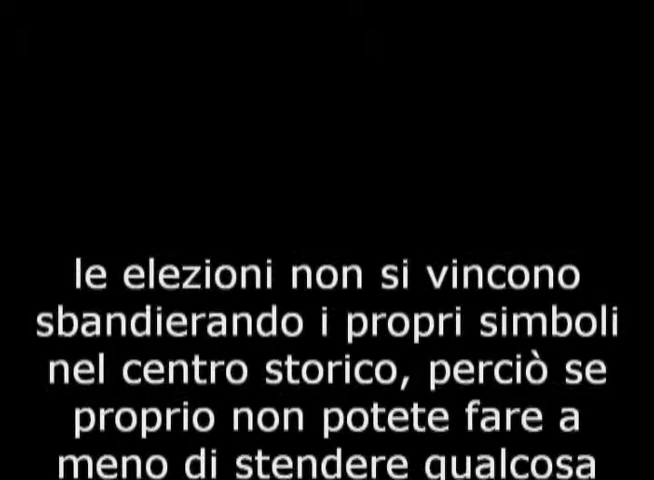 le elezioni non si vincono
sbandierando i propri simboli
nel centro storico, perciò se
proprio non potete fare a
meno di stendere qualcosa